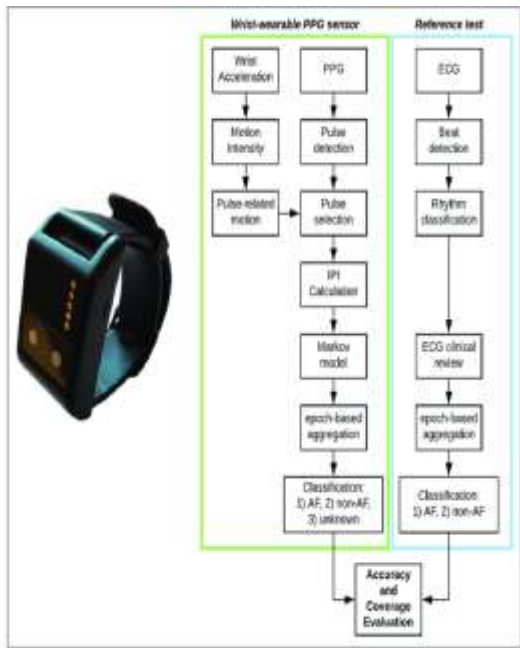 Wrist-wearable PPG sensor
Reference test
Wrist
Acceleration
PPG
ECG
Motion
Intensity
Pulse
detection
Beat
detection
Pulse-related
motion
Pulse
selection
Rhythm
classification
IPI
Calculation
Markov
model
ECG clinical
review
epoch-based
aggregation
epoch-based
aggregation
Classification:
1) AF, 2) non-AF,
3) unknown
Classification:
1) AF, 2) non-AF
Accuracy
and
Coverage
Evaluation